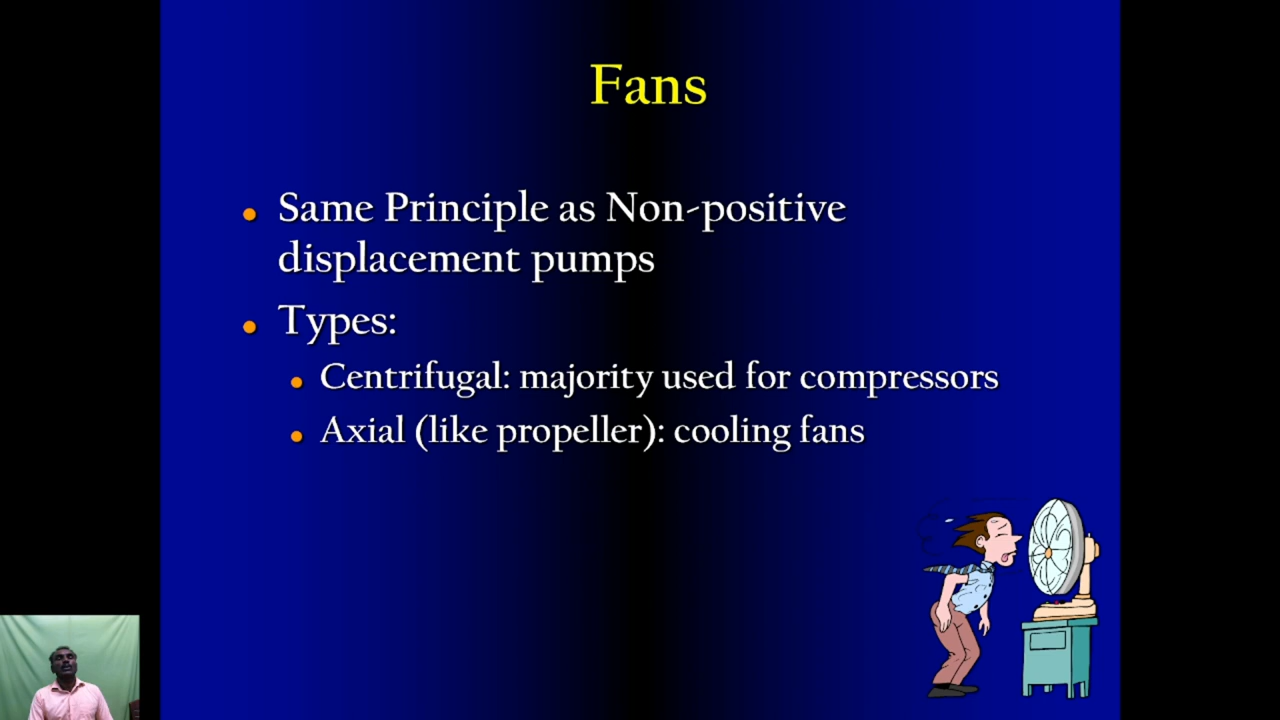 Fans
Same Principle as Non-positive
displacement pumps
Types:
Centrifugal: majority used for compressors
Axial (like propeller): cooling fans